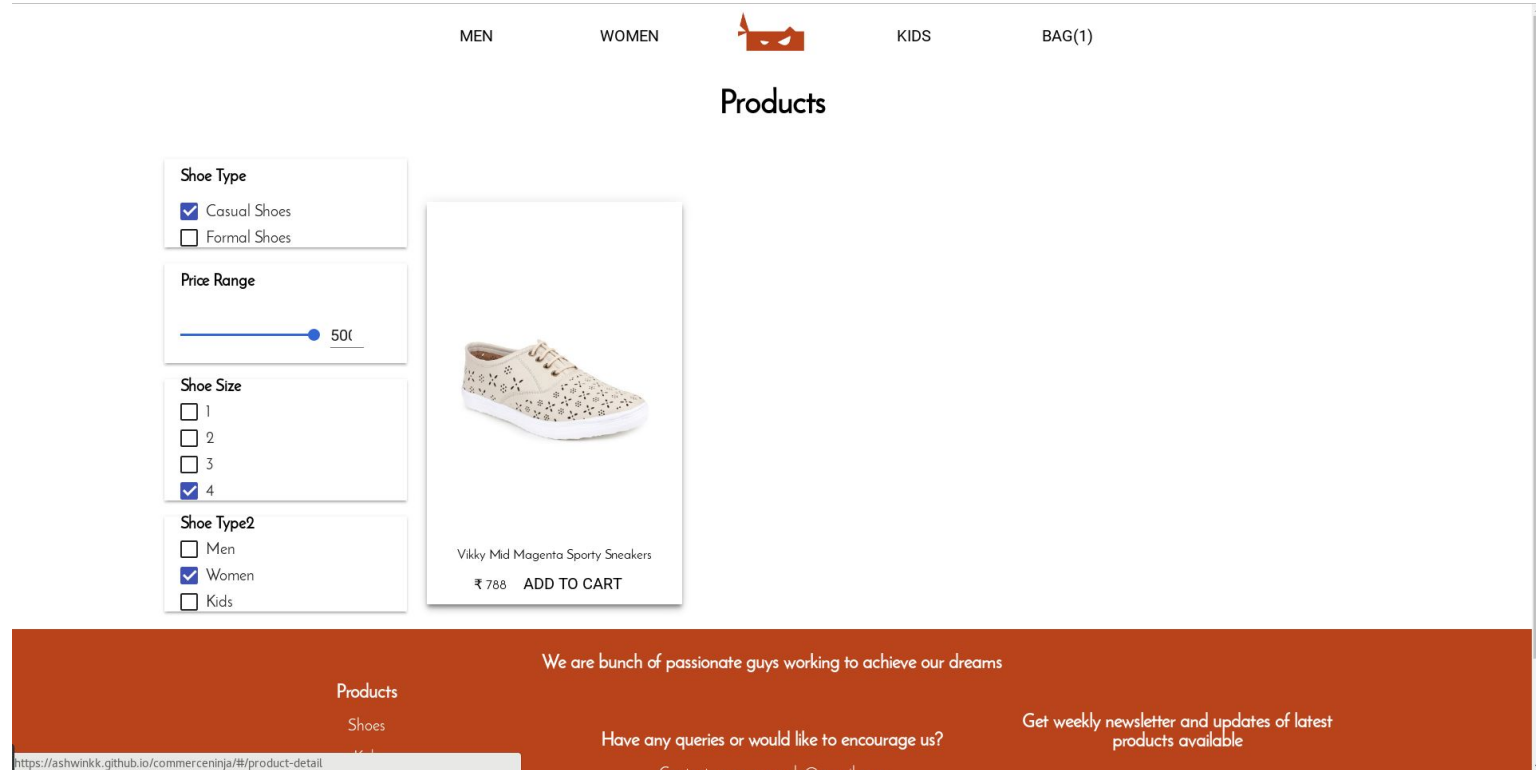 MEN WOMEN KIDS BAG(1)
Products
Shoe Type
Casual Shoes
Formal Shoes
Price Range
Shoe Size
1
2
3
4
Shoe Type2
Men
Women
Kids
Vikky Mid Magenta Sporty Sneakers
₹ 788 ADD TO CART
We are bunch of passionate guys working to achieve our dreams
Products
Shoes
Have any queries or would like to encourage us?
Get weekly newsletter and updates of latest
products available
https://ashwinkk.github.io/commerceninja/#/product-detail